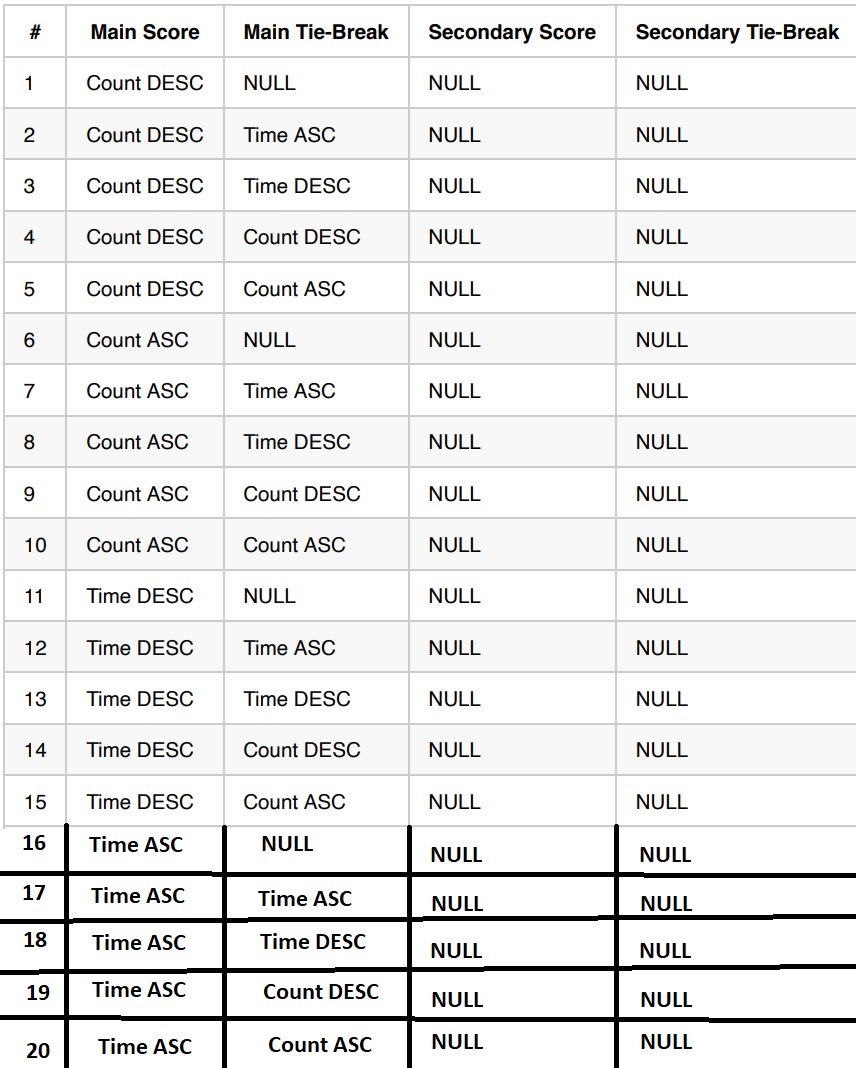 # Main Score Main Tie-Break Secondary Score Secondary Tie-Break
1 Count DESC NULL NULL NULL
2 Count DESC Time ASC NULL NULL
3 Count DESC Time DESC NULL NULL
4 Count DESC Count DESC NULL NULL
5 Count DESC Count ASC NULL NULL
6 Count ASC NULL NULL NULL
7 Count ASC Time ASC NULL NULL
8 Count ASC Time DESC NULL NULL
9 Count ASC Count DESC NULL NULL
10 Count ASC Count ASC NULL NULL
11 Time DESC NULL NULL NULL
12 Time DESC Time ASC NULL NULL
13 Time DESC Time DESC NULL NULL
14 Time DESC Count DESC NULL NULL
15 Time DESC Count ASC NULL NULL
16 Time ASC NULL NULL NULL
17 Time ASC Time ASC NULL NULL
18 Time ASC Time DESC NULL NULL
19 Time ASC Count DESC NULL NULL
20 Time ASC Count ASC NULL NULL